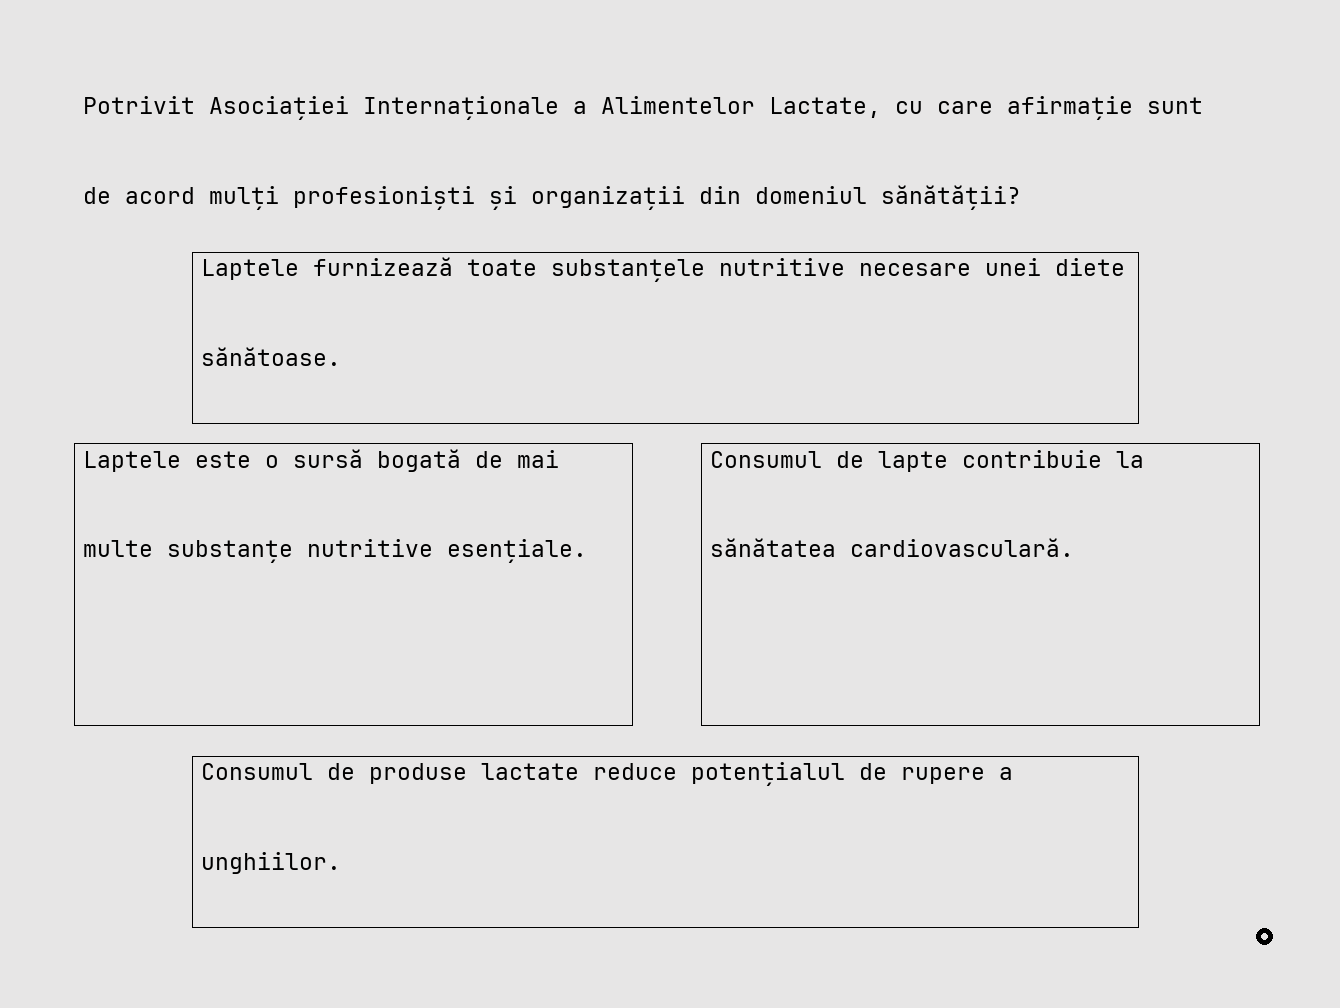 Potrivit Asociației Internaționale a Alimentelor Lactate, cu care afirmație sunt
de acord mulți profesioniști și organizații din domeniul sănătății?
Laptele furnizează toate substanțele nutritive necesare unei diete
sănătoase.
Laptele este o sursă bogată de mai
multe substanțe nutritive esențiale.
Consumul de lapte contribuie la
sănătatea cardiovasculară.
Consumul de produse lactate reduce potențialul de rupere a
unghiilor.